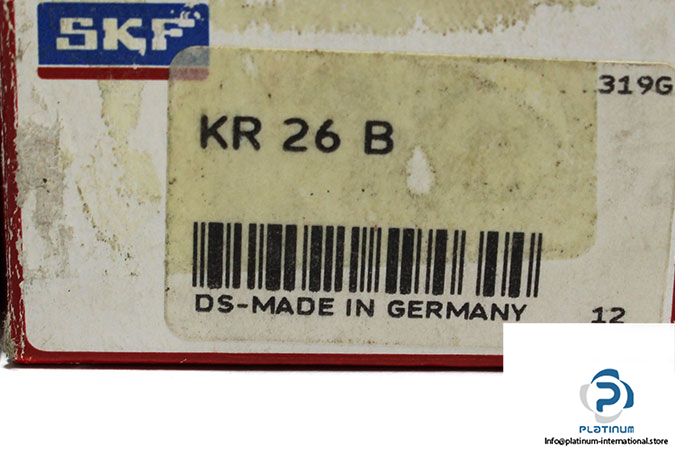 SKF
319G
KR 26 B
DS-MADE IN GERMANY
12
PLATINUM
Info@platinum-international.store